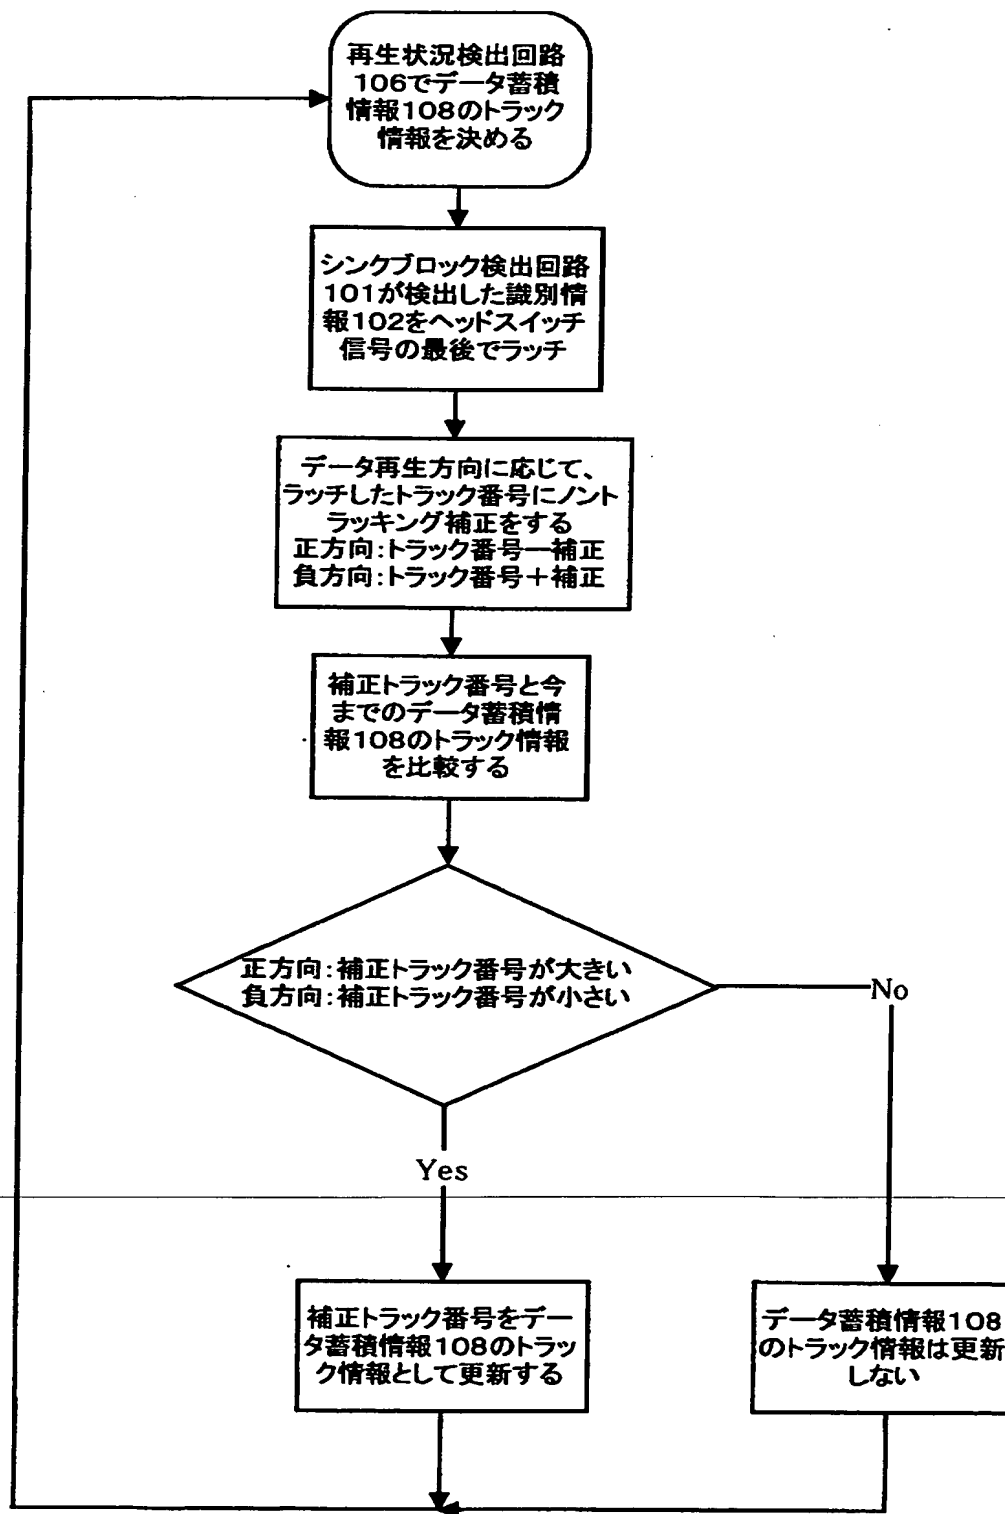 再生状況検出回路
106でデータ蓄積
情報108のトラック
情報を決める
シンクブロック検出回路
101が検出した識別情
報102をヘッドスイッチ
信号の最後でラッチ
データ再生方向に応じて、
ラッチしたトラック番号にノント
ラッキング補正をする
正方向:トラック番号ー補正
負方向:トラック番号＋補正
補正トラック番号と今
までのデータ蓄積情
報108のトラック情報
を比較する
正方向:補正トラック番号が大きい
負方向:補正トラック番号が小さい
No
Yes
補正トラック番号をデー
タ蓄積情報108のトラッ
ク情報として更新する
データ蓄積情報108
のトラック情報は更新
しない